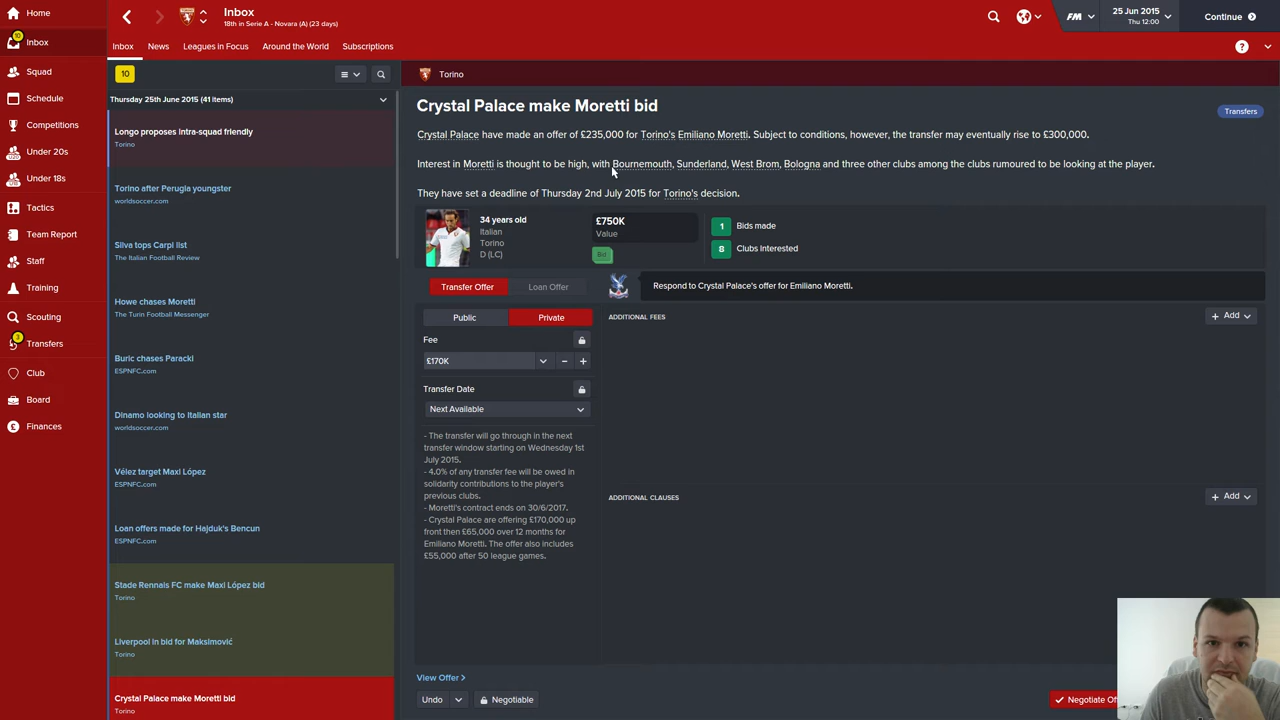 Home
Inbox
18th in Serie A - Novara (A) (23 days)
FM
25 Jun 2015
Thu 12:00
Continue
10
Inbox
Inbox
News
Leagues in Focus
Around the World
Subscriptions
?
Squad
Schedule
Competitions
Under 20s
Under 18s
Tactics
Team Report
Staff
Training
Scouting
3
Transfers
Club
Board
Finances
10
Thursday 25th June 2015 (41 items)
Longo proposes intra-squad friendly
Torino
Torino after Perugia youngster
worldsoccer.com
Silva tops Carpi list
The Italian Football Review
Howe chases Moretti
The Turin Football Messenger
Buric chases Paracki
ESPNFC.com
Dinamo looking to Italian star
worldsoccer.com
Vélez target Maxi López
ESPNFC.com
Loan offers made for Hajduk's Bencun
ESPNFC.com
Stade Rennais FC make Maxi López bid
Torino
Liverpool in bid for Maksimović
Torino
Crystal Palace make Moretti bid
Torino
Torino
Crystal Palace make Moretti bid
Transfers
Crystal Palace have made an offer of £235,000 for Torino's Emiliano Moretti. Subject to conditions, however, the transfer may eventually rise to £300,000.
Interest in Moretti is thought to be high, with Bournemouth, Sunderland, West Brom, Bologna and three other clubs among the clubs rumoured to be looking at the player.
They have set a deadline of Thursday 2nd July 2015 for Torino's decision.
34 years old
Italian
Torino
D (LC)
£750K
Value
Bid
1 Bids made
8 Clubs Interested
Transfer Offer
Loan Offer
Respond to Crystal Palace's offer for Emiliano Moretti.
Public
Private
ADDITIONAL FEES
+ Add
Fee
£170K
Transfer Date
Next Available
- The transfer will go through in the next
transfer window starting on Wednesday 1st
July 2015.
- 4.0% of any transfer fee will be owed in
solidarity contributions to the player's
previous clubs.
- Moretti's contract ends on 30/6/2017.
- Crystal Palace are offering £170,000 up
front then £65,000 over 12 months for
Emiliano Moretti. The offer also includes
£55,000 after 50 league games.
ADDITIONAL CLAUSES
+ Add
View Offer >
Undo
Negotiable
Negotiate Of